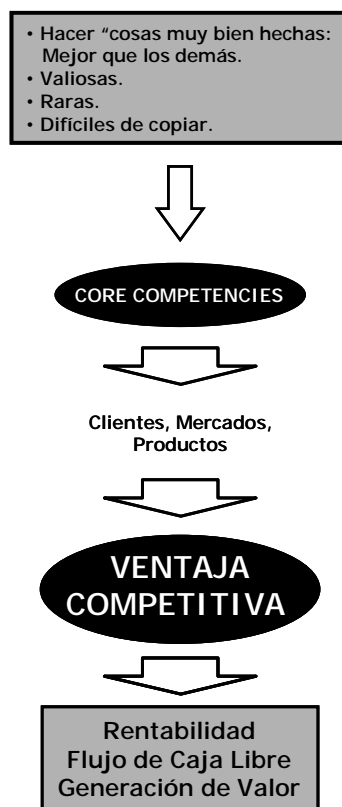 • Hacer “cosas muy bien hechas:
Mejor que los demás.
• Valiosas.
• Raras.
• Difíciles de copiar.
CORE COMPETENCIES
Clientes, Mercados,
Productos
VENTAJA
COMPETITIVA
Rentabilidad
Flujo de Caja Libre
Generación de Valor